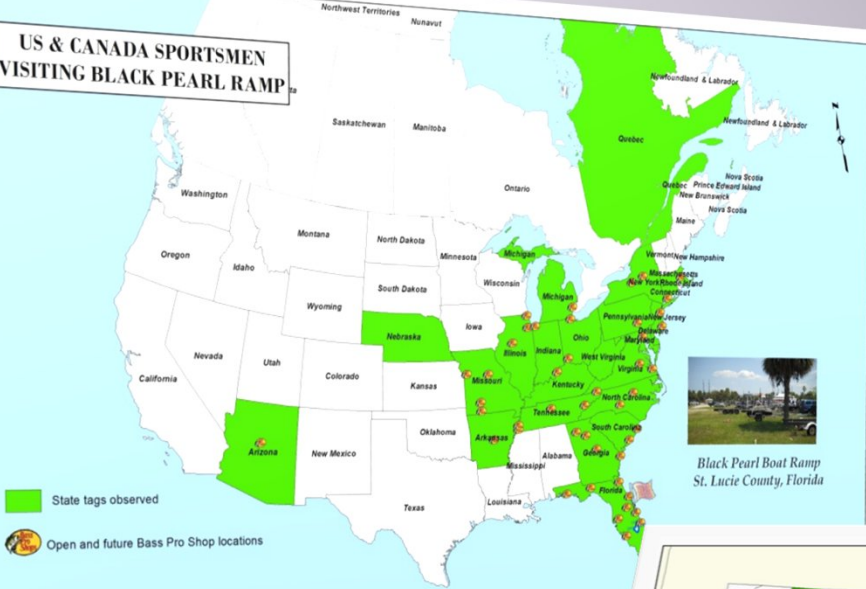 US & CANADA SPORTSMEN
VISITING BLACK PEARL RAMP
Northwest Territories
Nunavut
Newfoundland & Labrador
Saskatchewan
Manitoba
Quebec
Newfoundland & Labrador
Nova Scotia
Quebec
Prince Edward Island
New Brunswick
Nova Scotia
Ontario
Maine
Washington
Montana
North Dakota
Minnesota
Michigan
Vermont
New Hampshire
Oregon
Idaho
South Dakota
Wisconsin
Michigan
Massachusetts
New York
Rhode Island
Connecticut
Wyoming
Iowa
Pennsylvania
New Jersey
Nebraska
Illinois
Indiana
Ohio
Delaware
Maryland
West Virginia
Nevada
Utah
Colorado
Kansas
Missouri
Kentucky
Virginia
California
Tennessee
North Carolina
Arizona
New Mexico
Oklahoma
Arkansas
South Carolina
Mississippi
Alabama
Georgia
Texas
Louisiana
Florida
Black Pearl Boat Ramp
St. Lucie County, Florida
State tags observed
Bass Pro Shops
Open and future Bass Pro Shop locations
N